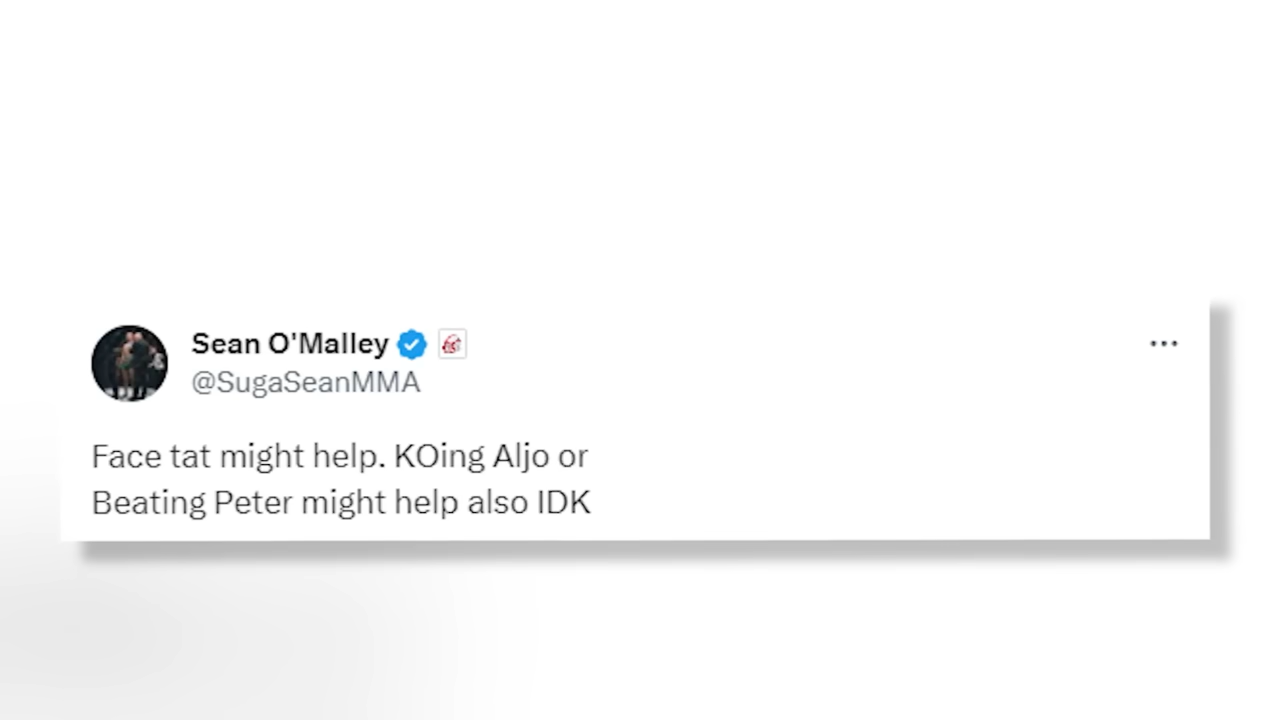 Sean O'Malley
@SugaSeanMMA
Face tat might help. KOing Aljo or
Beating Peter might help also IDK